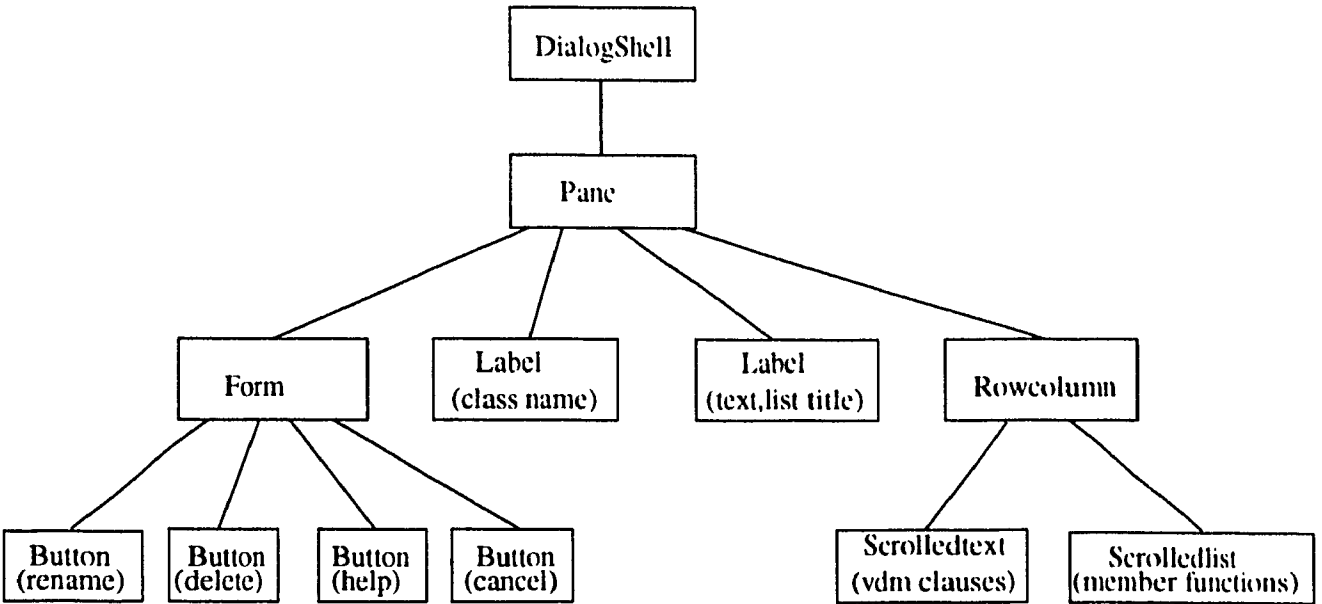 DialogShell
Pane
Form
Label
(class name)
Label
(text,list title)
Rowcolumn
Button
(rename)
Button
(delete)
Button
(help)
Button
(cancel)
Scrolledtext
(vdm clauses)
Scrolledlist
(member functions)